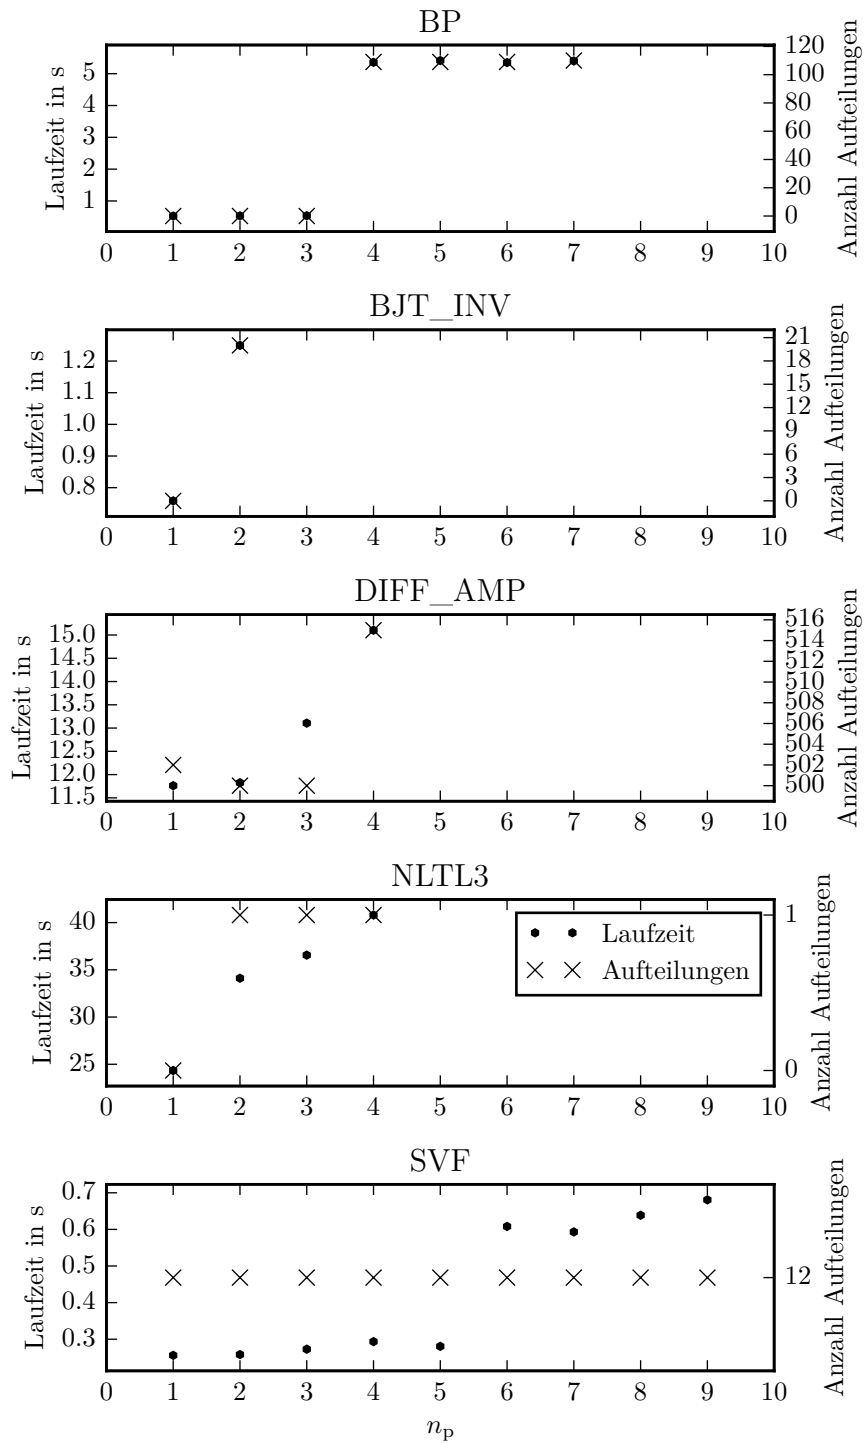 BP
Laufzeit in s
5
4
3
2
1
120
100
80
60
40
20
0
Anzahl Aufteilungen
0 1 2 3 4 5 6 7 8 9 10
BJT_INV
Laufzeit in s
1.2
1.1
1.0
0.9
0.8
21
18
15
12
9
6
3
0
Anzahl Aufteilungen
0 1 2 3 4 5 6 7 8 9 10
DIFF_AMP
Laufzeit in s
15.0
14.5
14.0
13.5
13.0
12.5
12.0
11.5
516
514
512
510
508
506
504
502
500
Anzahl Aufteilungen
0 1 2 3 4 5 6 7 8 9 10
NLTL3
Laufzeit in s
40
35
30
25
Laufzeit
Aufteilungen
1
0
Anzahl Aufteilungen
0 1 2 3 4 5 6 7 8 9 10
SVF
Laufzeit in s
0.7
0.6
0.5
0.4
0.3
12
Anzahl Aufteilungen
0 1 2 3 4 5 6 7 8 9 10
n_p